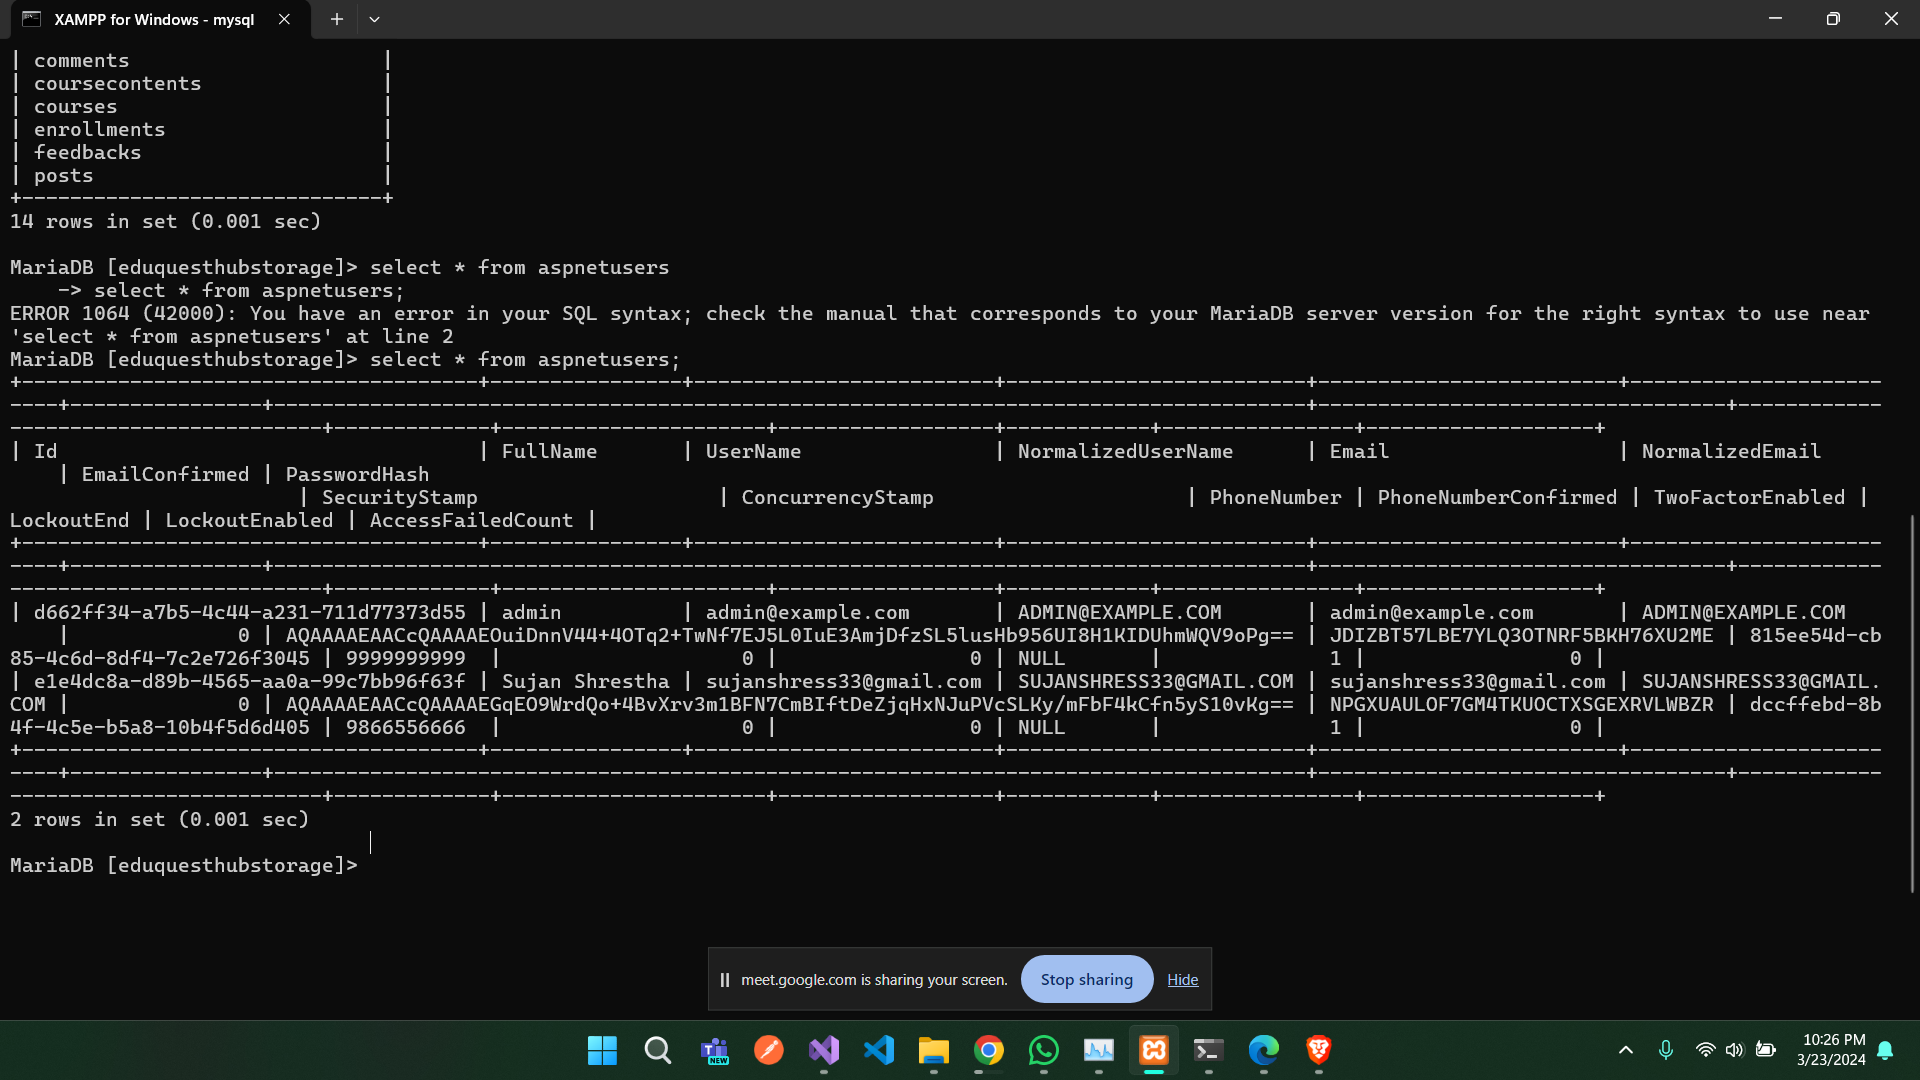 XAMPP for Windows - mysql
| comments |
| coursecontents |
| courses |
| enrollments |
| feedbacks |
| posts |
+------------------------------+
14 rows in set (0.001 sec)
MariaDB [eduquesthubstorage]> select * from aspnetusers
    -> select * from aspnetusers;
ERROR 1064 (42000): You have an error in your SQL syntax; check the manual that corresponds to your MariaDB server version for the right syntax to use near
'select * from aspnetusers' at line 2
MariaDB [eduquesthubstorage]> select * from aspnetusers;
| Id | FullName | UserName | NormalizedUserName | Email | NormalizedEmail
| EmailConfirmed | PasswordHash
| SecurityStamp | ConcurrencyStamp | PhoneNumber | PhoneNumberConfirmed | TwoFactorEnabled |
LockoutEnd | LockoutEnabled | AccessFailedCount |
| d662ff34-a7b5-4c44-a231-711d77373d55 | admin | admin@example.com | ADMIN@EXAMPLE.COM | admin@example.com | ADMIN@EXAMPLE.COM
| 0 | AQAAAAEAACcQAAAAEOuiDnnV44+4OTq2+TwNf7EJ5L0IuE3AmjDfzSL5lusHb956UI8H1KIDUhmWQV9oPg== | JDIZBT57LBE7YLQ3OTNRF5BKH76XU2ME | 815ee54d-cb
85-4c6d-8df4-7c2e726f3045 | 9999999999 | 0 | 0 | NULL | 1 | 0 |
| e1e4dc8a-d89b-4565-aa0a-99c7bb96f63f | Sujan Shrestha | sujanshress33@gmail.com | SUJANSHRESS33@GMAIL.COM | sujanshress33@gmail.com | SUJANSHRESS33@GMAIL.
COM | 0 | AQAAAAEAACcQAAAAEGqEO9WrdQo+4BvXrv3m1BFN7CmBIftDeZjqHxNJuPVcSLKy/mFbF4kCfn5yS10vKg== | NPGXUAULOF7GM4TKUOCTXSGEXRVLWBZR | dccffebd-8b
4f-4c5e-b5a8-10b4f5d6d405 | 9866556666 | 0 | 0 | NULL | 1 | 0 |
2 rows in set (0.001 sec)
MariaDB [eduquesthubstorage]>
meet.google.com is sharing your screen. Stop sharing Hide
NEW
10:26 PM
3/23/2024